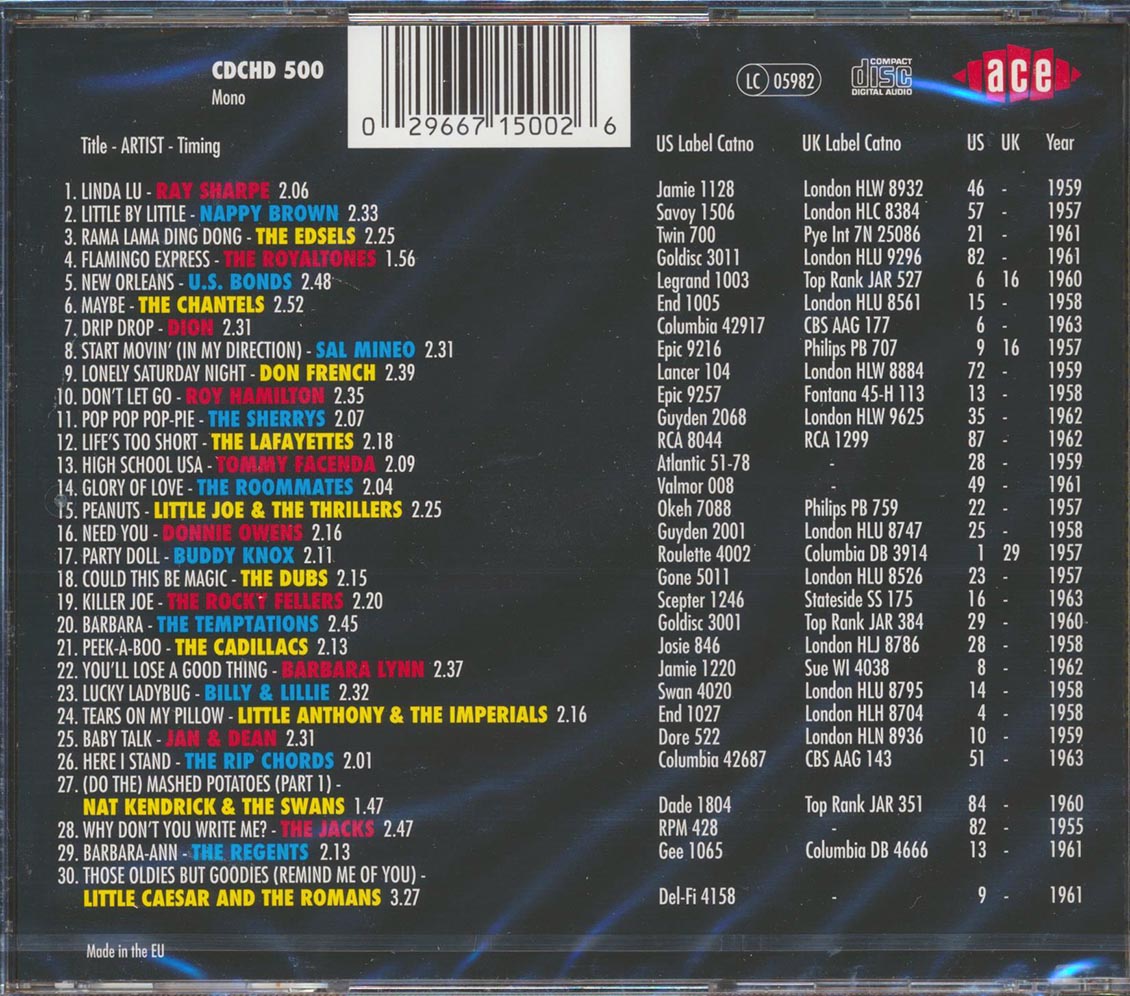 CDCHD 500
Mono
0 29667 15002 6
LC 05982
COMPACT
disc
DIGITAL AUDIO
ace
Title - ARTIST - Timing US Label Catno UK Label Catno US UK Year
1. LINDA LU - RAY SHARPE 2.06 Jamie 1128 London HLW 8932 46 - 1959
2. LITTLE BY LITTLE - NAPPY BROWN 2.33 Savoy 1506 London HLC 8384 57 - 1957
3. RAMA LAMA DING DONG - THE EDSELS 2.25 Twin 700 Pye Int 7N 25086 21 - 1961
4. FLAMINGO EXPRESS - THE ROYALTONES 1.56 Goldisc 3011 London HLU 9296 82 - 1961
5. NEW ORLEANS - U.S. BONDS 2.48 Legrand 1003 Top Rank JAR 527 6 16 1960
6. MAYBE - THE CHANTELS 2.52 End 1005 London HLU 8561 15 - 1958
7. DRIP DROP - DION 2.31 Columbia 42917 CBS AAG 177 6 - 1963
8. START MOVIN' (IN MY DIRECTION) - SAL MINEO 2.31 Epic 9216 Philips PB 707 9 16 1957
9. LONELY SATURDAY NIGHT - DON FRENCH 2.39 Lancer 104 London HLW 8884 72 - 1959
10. DON'T LET GO - ROY HAMILTON 2.35 Epic 9257 Fontana 45-H 113 13 - 1958
11. POP POP POP-PIE - THE SHERRYS 2.07 Guyden 2068 London HLW 9625 35 - 1962
12. LIFE'S TOO SHORT - THE LAFAYETTES 2.18 RCA 8044 RCA 1299 87 - 1962
13. HIGH SCHOOL USA - TOMMY FACENDA 2.09 Atlantic 51-78 - 28 - 1959
14. GLORY OF LOVE - THE ROOMMATES 2.04 Valmor 008 - 49 - 1961
15. PEANUTS - LITTLE JOE & THE THRILLERS 2.25 Okeh 7088 Philips PB 759 22 - 1957
16. NEED YOU - DONNIE OWENS 2.16 Guyden 2001 London HLU 8747 25 - 1958
17. PARTY DOLL - BUDDY KNOX 2.11 Roulette 4002 Columbia DB 3914 1 29 1957
18. COULD THIS BE MAGIC - THE DUBS 2.15 Gone 5011 London HLU 8526 23 - 1957
19. KILLER JOE - THE ROCKY FELLERS 2.20 Scepter 1246 Stateside SS 175 16 - 1963
20. BARBARA - THE TEMPTATIONS 2.45 Goldisc 3001 Top Rank JAR 384 29 - 1960
21. PEEK-A-BOO - THE CADILLACS 2.13 Josie 846 London HLJ 8786 28 - 1958
22. YOU'LL LOSE A GOOD THING - BARBARA LYNN 2.37 Jamie 1220 Sue WI 4038 8 - 1962
23. LUCKY LADYBUG - BILLY & LILLIE 2.32 Swan 4020 London HLU 8795 14 - 1958
24. TEARS ON MY PILLOW - LITTLE ANTHONY & THE IMPERIALS 2.16 End 1027 London HLH 8704 4 - 1958
25. BABY TALK - JAN & DEAN 2.31 Dore 522 London HLN 8936 10 - 1959
26. HERE I STAND - THE RIP CHORDS 2.01 Columbia 42687 CBS AAG 143 51 - 1963
27. (DO THE) MASHED POTATOES (PART 1) -
NAT KENDRICK & THE SWANS 1.47 Dade 1804 Top Rank JAR 351 84 - 1960
28. WHY DON'T YOU WRITE ME? - THE JACKS 2.47 RPM 428 - 82 - 1955
29. BARBARA-ANN - THE REGENTS 2.13 Gee 1065 Columbia DB 4666 13 - 1961
30. THOSE OLDIES BUT GOODIES (REMIND ME OF YOU) -
LITTLE CAESAR AND THE ROMANS 3.27 Del-Fi 4158 - 9 - 1961
Made in the EU